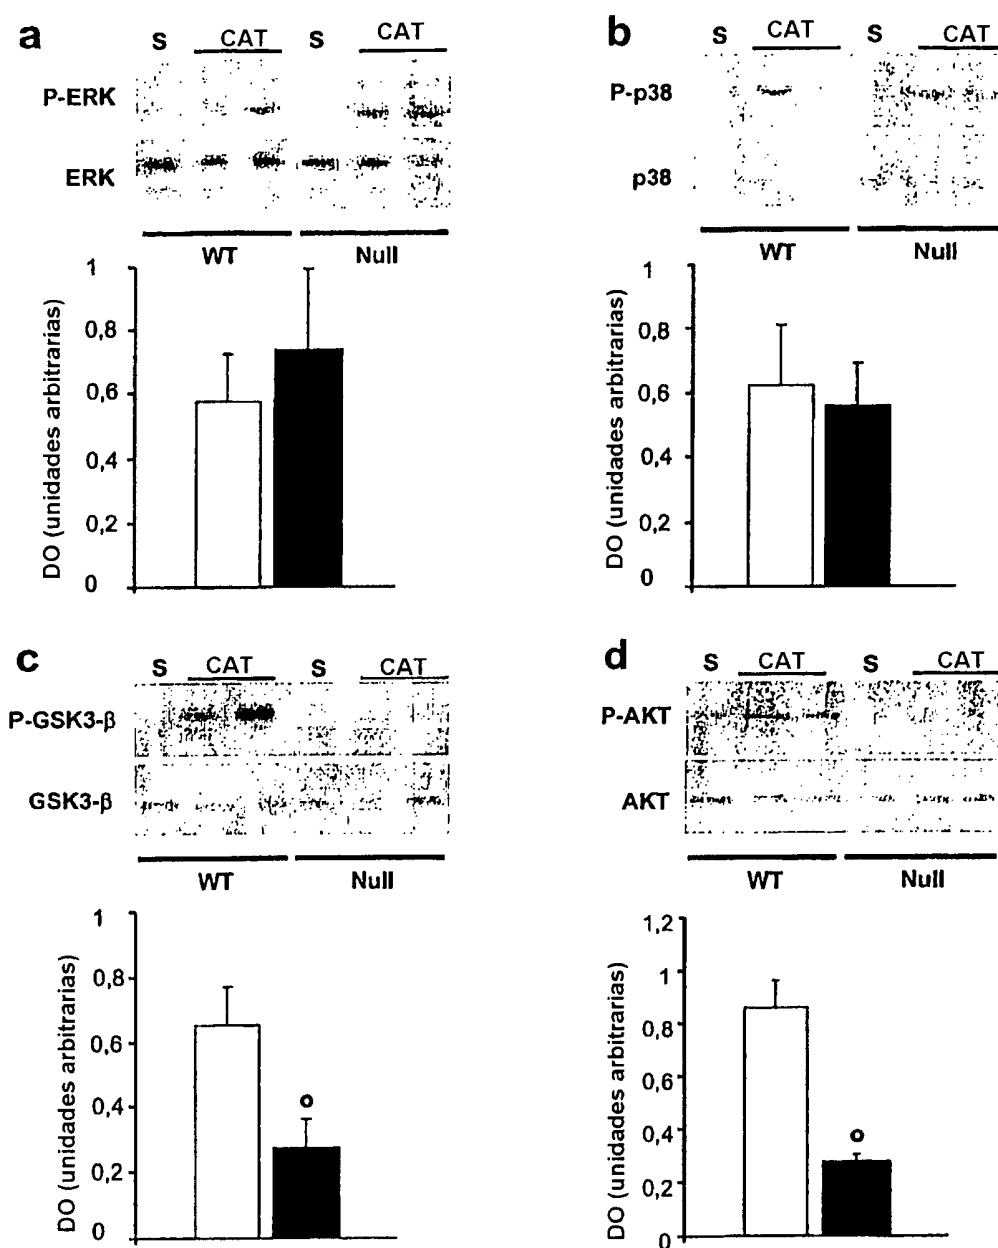 a
S CAT S CAT
P-ERK
ERK
WT Null
DO (unidades arbitrarias)
1
0,8
0,6
0,4
0,2
0
b
S CAT S CAT
P-p38
p38
WT Null
DO (unidades arbitrarias)
1
0,8
0,6
0,4
0,2
0
c
S CAT S CAT
P-GSK3-β
GSK3-β
WT Null
DO (unidades arbitrarias)
1
0,8
0,6
0,4
0,2
0
d
S CAT S CAT
P-AKT
AKT
WT Null
DO (unidades arbitrarias)
1,2
1
0,8
0,6
0,4
0,2
0